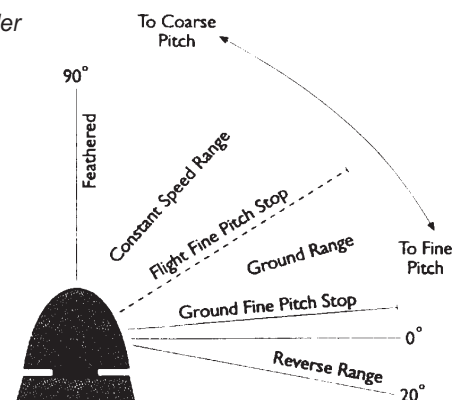 ler
To Coarse
Pitch
90°
Feathered
Constant Speed Range
Flight Fine Pitch Stop
Ground Range
To Fine
Pitch
Ground Fine Pitch Stop
0°
Reverse Range
20°